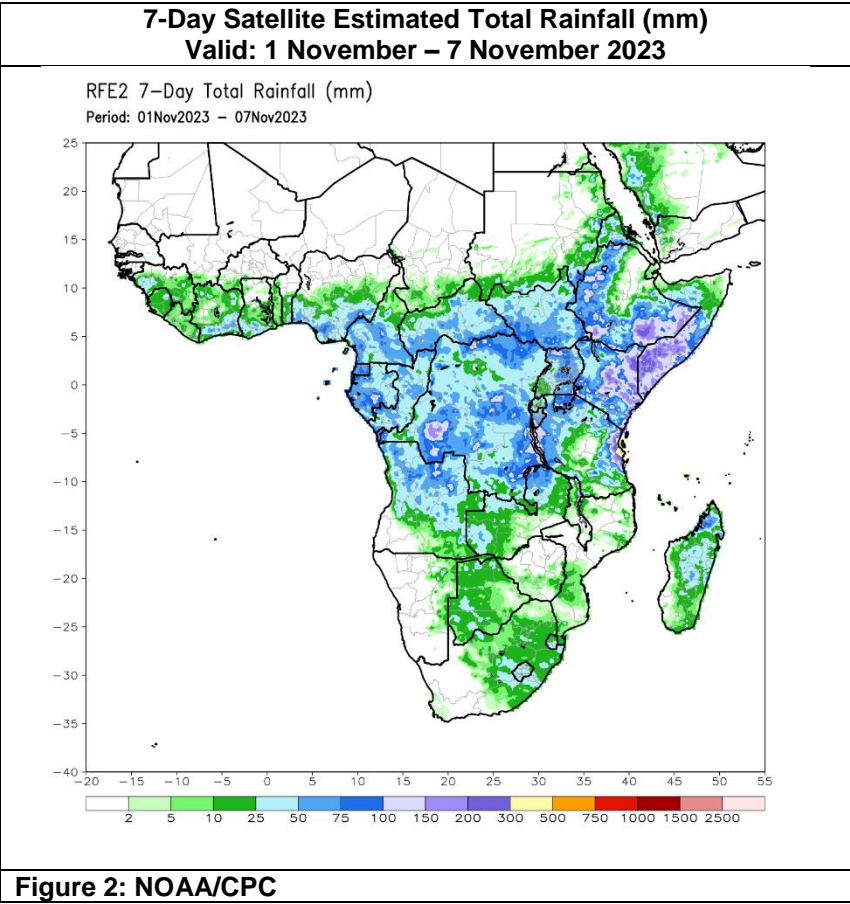 7-Day Satellite Estimated Total Rainfall (mm)
Valid: 1 November – 7 November 2023
RFE2 7-Day Total Rainfall (mm)
Period: 01Nov2023 - 07Nov2023
25
20
15
10
5
0
-5
-10
-15
-20
-25
-30
-35
-40
-20 -15 -10 -5 0 5 10 15 20 25 30 35 40 45 50 55
2 5 10 25 50 75 100 150 200 300 500 750 1000 1500 2500
Figure 2: NOAA/CPC